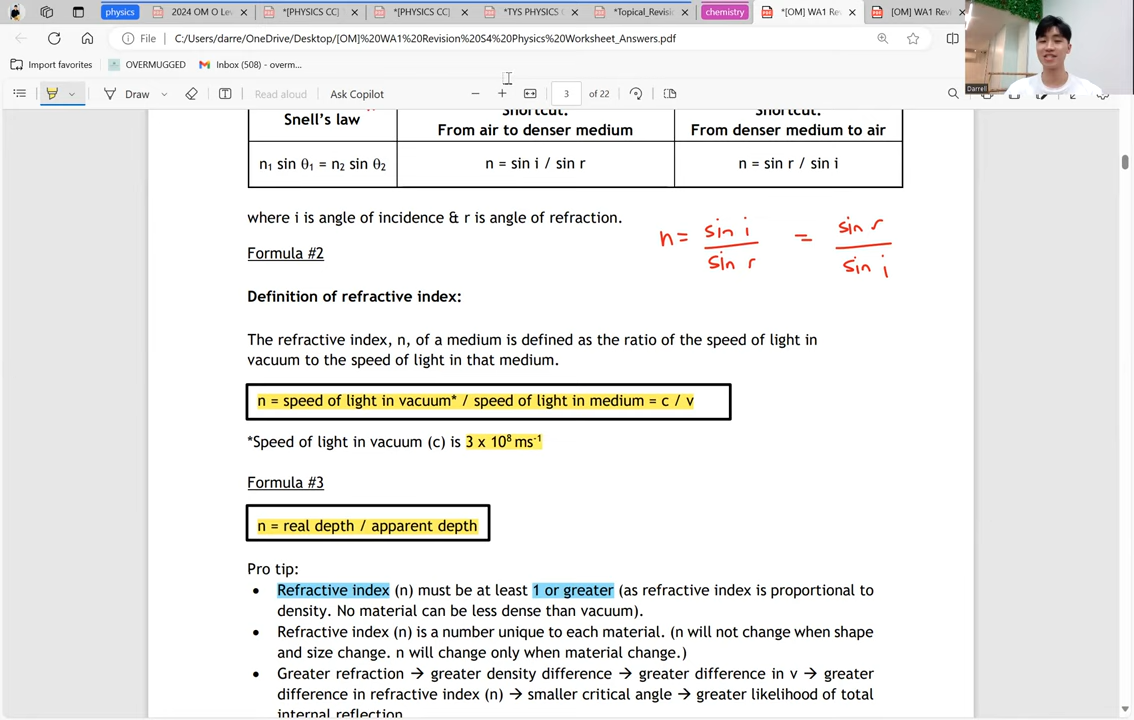 physics
2024 OM O Le
*[PHYSICS CC]
*[PHYSICS CC]
*TYS PHYSICS
*Topical_Revisi
chemistry
*[OM] WA1 Re
[OM] WA1 Revi
File
C:/Users/darre/OneDrive/Desktop/[OM]%20WA1%20Revision%20S4%20Physics%20Worksheet_Answers.pdf
Import favorites
OVERMUGGED
Inbox (508) - overm...
Draw
Read aloud
Ask Copilot
3
of 22
Darrell
Snell's law
Shortcut:
From air to denser medium
Shortcut:
From denser medium to air
n₁ sin θ₁ = n₂ sin θ₂
n = sin i / sin r
n = sin r / sin i
where i is angle of incidence & r is angle of refraction.
n = sin i / sin r = sin r / sin i
Formula #2
Definition of refractive index:
The refractive index, n, of a medium is defined as the ratio of the speed of light in
vacuum to the speed of light in that medium.
n = speed of light in vacuum* / speed of light in medium = c / v
*Speed of light in vacuum (c) is 3 x 10⁸ ms⁻¹
Formula #3
n = real depth / apparent depth
Pro tip:
• Refractive index (n) must be at least 1 or greater (as refractive index is proportional to
density. No material can be less dense than vacuum).
• Refractive index (n) is a number unique to each material. (n will not change when shape
and size change. n will change only when material change.)
• Greater refraction → greater density difference → greater difference in v → greater
difference in refractive index (n) → smaller critical angle → greater likelihood of total
internal reflection